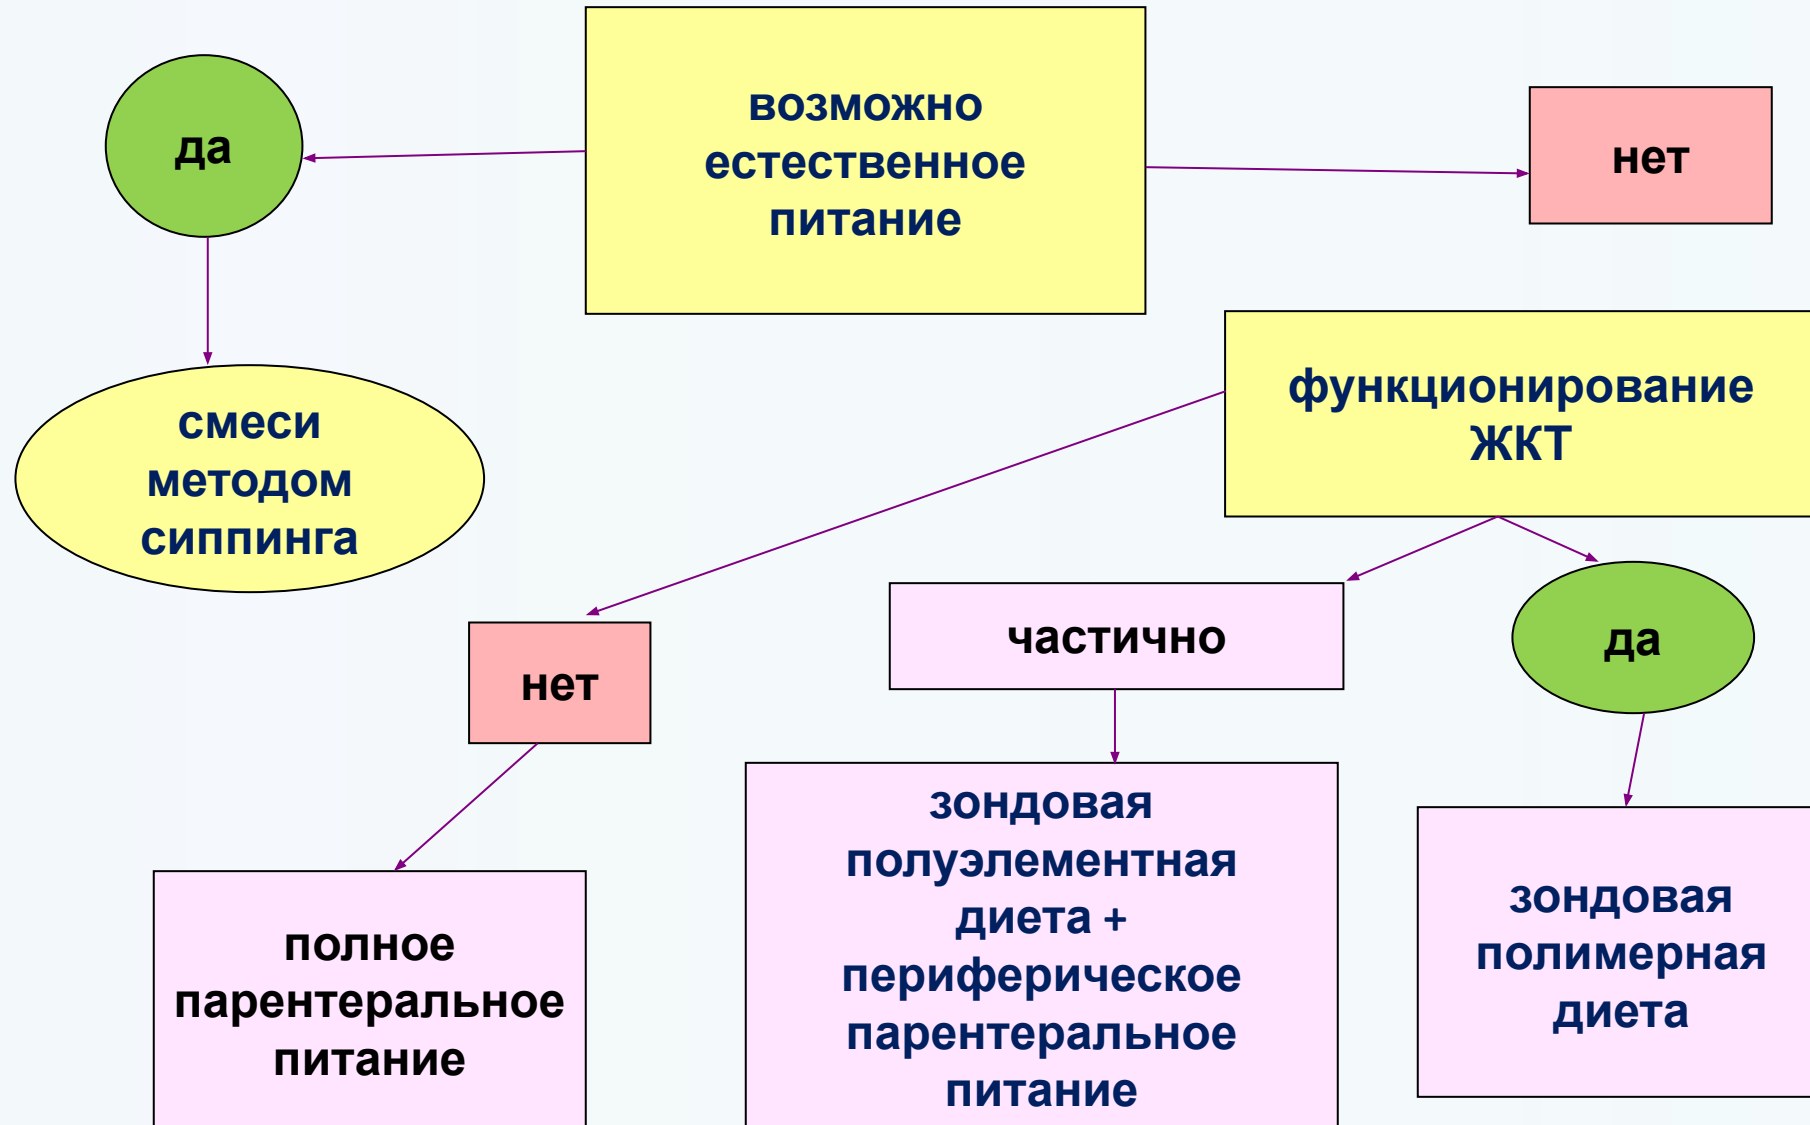 да
возможно
естественное
питание
нет
смеси
методом
сиппинга
функционирование
ЖКТ
нет
частично
да
полное
парентеральное
питание
зондовая
полуэлементная
диета +
периферическое
парентеральное
питание
зондовая
полимерная
диета